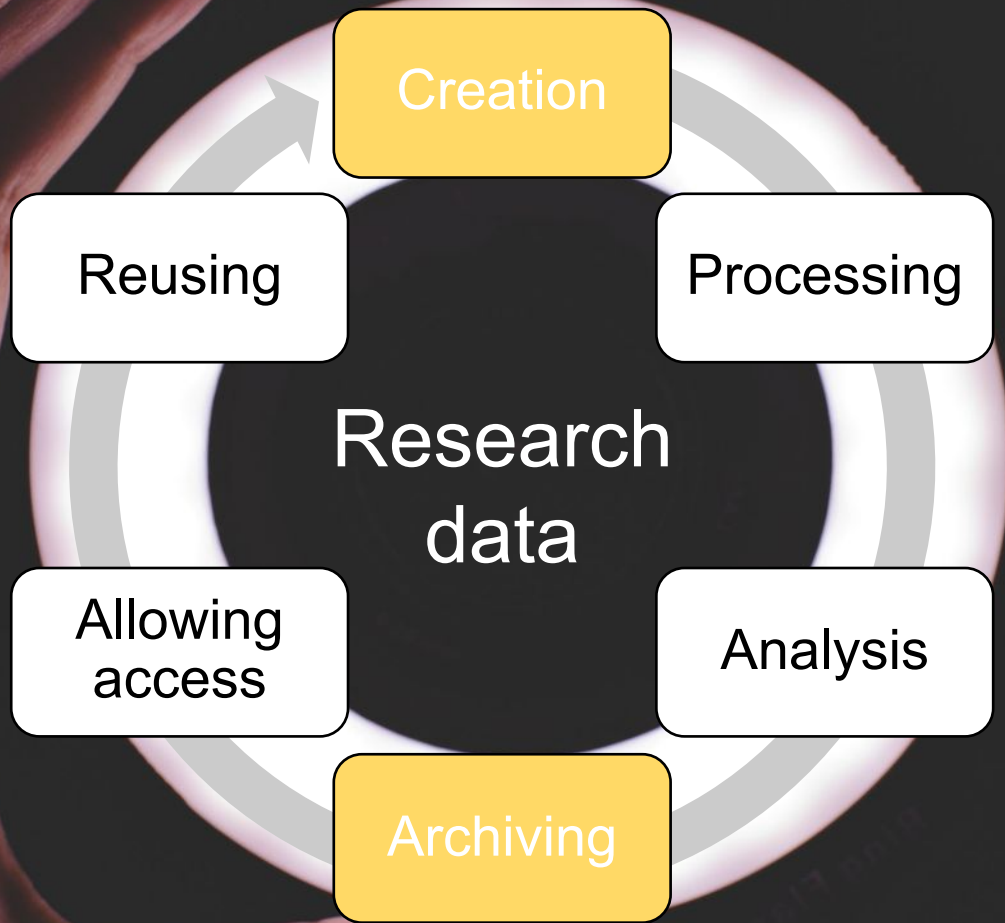 Creation
Processing
Analysis
Archiving
Allowing
access
Reusing
Research
data